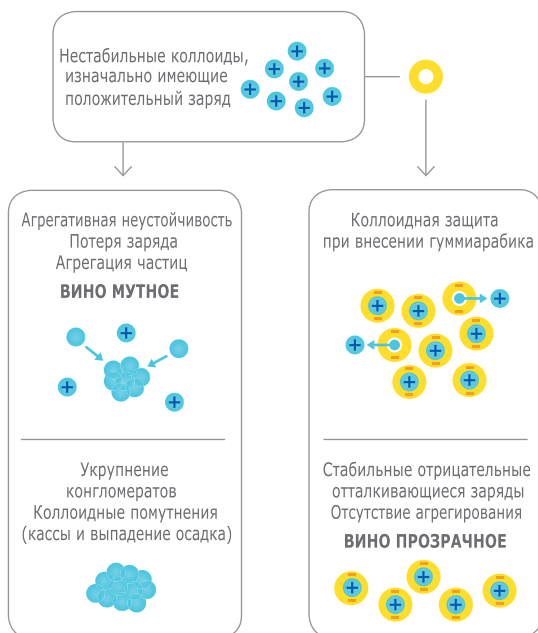 Нестабильные коллоиды,
изначально имеющие
положительный заряд
Агрегативная неустойчивость
Потеря заряда
Агрегация частиц
ВИНО МУТНОЕ
Укрупнение
конгломератов
Коллоидные помутнения
(кассы и выпадение осадка)
Коллоидная защита
при внесении гуммиарабика
Стабильные отрицательные
отталкивающиеся заряды
Отсутствие агрегирования
ВИНО ПРОЗРАЧНОЕ